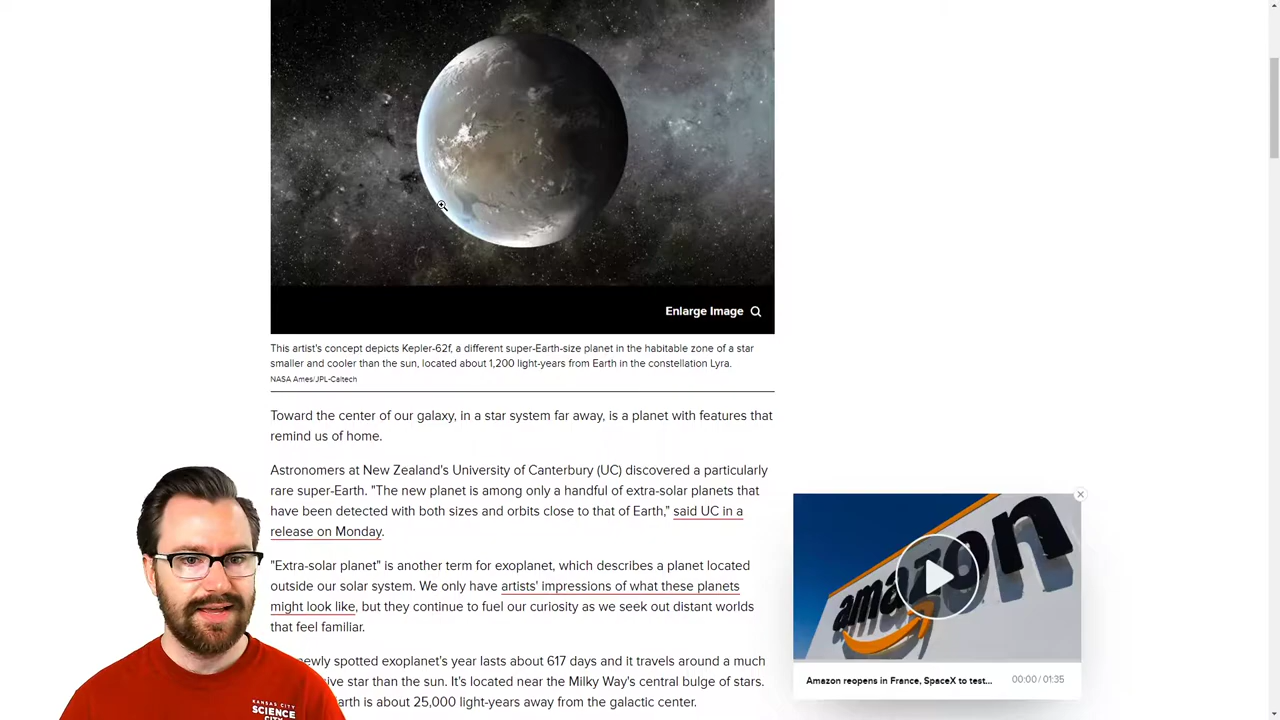 Enlarge Image
This artist's concept depicts Kepler-62f, a different super-Earth-size planet in the habitable zone of a star
smaller and cooler than the sun, located about 1,200 light-years from Earth in the constellation Lyra.
NASA Ames/JPL-Caltech
Toward the center of our galaxy, in a star system far away, is a planet with features that
remind us of home.
Astronomers at New Zealand's University of Canterbury (UC) discovered a particularly
rare super-Earth. "The new planet is among only a handful of extra-solar planets that
have been detected with both sizes and orbits close to that of Earth," said UC in a
release on Monday.
"Extra-solar planet" is another term for exoplanet, which describes a planet located
outside our solar system. We only have artists' impressions of what these planets
might look like, but they continue to fuel our curiosity as we seek out distant worlds
that feel familiar.
newly spotted exoplanet's year lasts about 617 days and it travels around a much
star than the sun. It's located near the Milky Way's central bulge of stars.
is about 25,000 light-years away from the galactic center.
amazon
Amazon reopens in France, SpaceX to test...
00:00 / 01:35
KANSAS CITY
SCIENCE